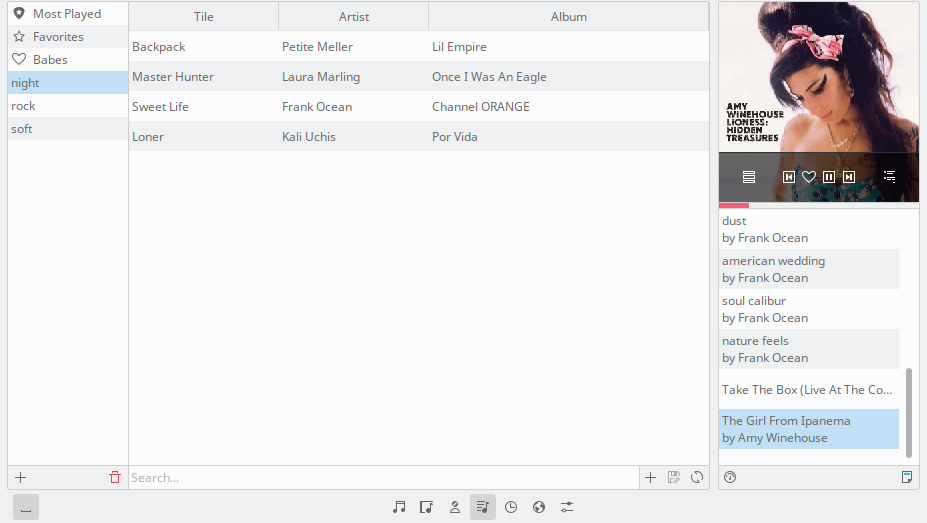 Most Played
Favorites
Babes
night
rock
soft
Tile Artist Album
Backpack Petite Meller Lil Empire
Master Hunter Laura Marling Once I Was An Eagle
Sweet Life Frank Ocean Channel ORANGE
Loner Kali Uchis Por Vida
Search...
AMY
WINEHOUSE
LIONESS:
HIDDEN
TREASURES
dust
by Frank Ocean
american wedding
by Frank Ocean
soul calibur
by Frank Ocean
nature feels
by Frank Ocean
Take The Box (Live At The Co...
The Girl From Ipanema
by Amy Winehouse